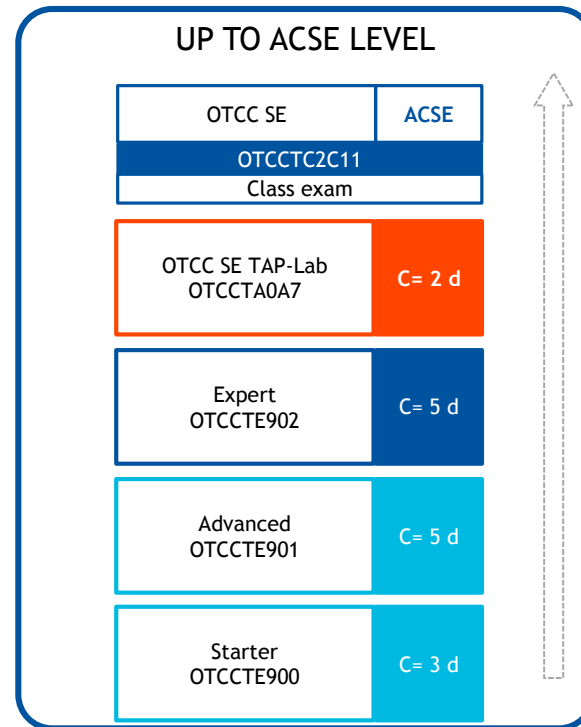 UP TO ACSE LEVEL
OTCC SE
ACSE
OTCCTC2C11
Class exam
OTCC SE TAP-Lab
OTCCTA0A7
C= 2 d
Expert
OTCCTE902
C= 5 d
Advanced
OTCCTE901
C= 5 d
Starter
OTCCTE900
C= 3 d